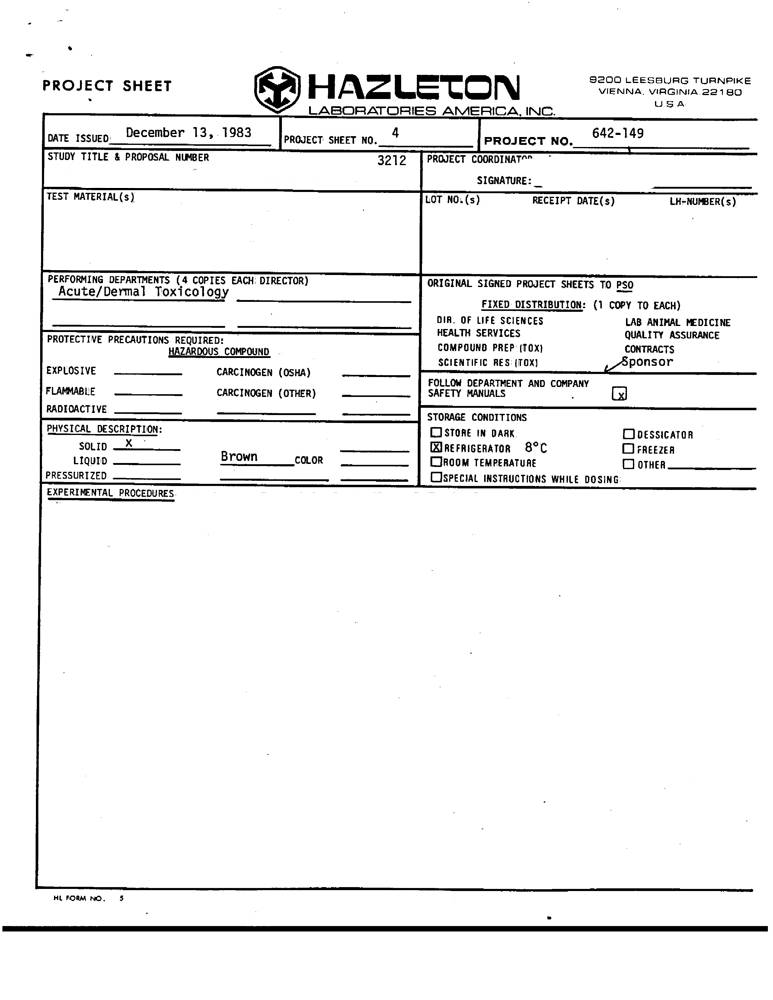 PROJECT SHEET
HAZLETON
LABORATORIES AMERICA, INC.
9200 LEESBURG TURNPIKE
VIENNA, VIRGINIA 22180
U S A
DATE ISSUED: December 13, 1983
PROJECT SHEET NO. 4
PROJECT NO. 642-149
STUDY TITLE & PROPOSAL NUMBER
3212
PROJECT COORDINATOR
SIGNATURE:
TEST MATERIAL(s)
LOT NO.(s) RECEIPT DATE(s) LH-NUMBER(s)
PERFORMING DEPARTMENTS (4 COPIES EACH DIRECTOR)
Acute/Dermal Toxicology
ORIGINAL SIGNED PROJECT SHEETS TO PSO
FIXED DISTRIBUTION: (1 COPY TO EACH)
DIR. OF LIFE SCIENCES LAB ANIMAL MEDICINE
HEALTH SERVICES QUALITY ASSURANCE
COMPOUND PREP (TOX) CONTRACTS
SCIENTIFIC RES (TOX) Sponsor
PROTECTIVE PRECAUTIONS REQUIRED:
HAZARDOUS COMPOUND
EXPLOSIVE CARCINOGEN (OSHA)
FLAMMABLE CARCINOGEN (OTHER)
RADIOACTIVE
FOLLOW DEPARTMENT AND COMPANY
SAFETY MANUALS x
PHYSICAL DESCRIPTION:
SOLID X
LIQUID Brown COLOR
PRESSURIZED
STORAGE CONDITIONS
STORE IN DARK DESSICATOR
X REFRIGERATOR 8°C FREEZER
ROOM TEMPERATURE OTHER
SPECIAL INSTRUCTIONS WHILE DOSING
EXPERIMENTAL PROCEDURES
HL FORM NO. 5